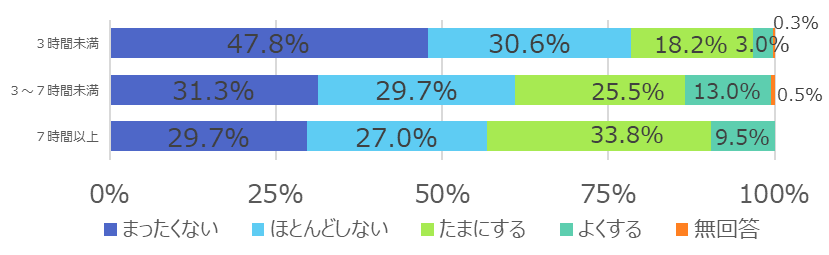 0.3%
3時間未満 47.8% 30.6% 18.2% 3.0%
3～7時間未満 31.3% 29.7% 25.5% 13.0% 0.5%
7時間以上 29.7% 27.0% 33.8% 9.5%
0% 25% 50% 75% 100%
まったくない ほとんどしない たまにする よくする 無回答